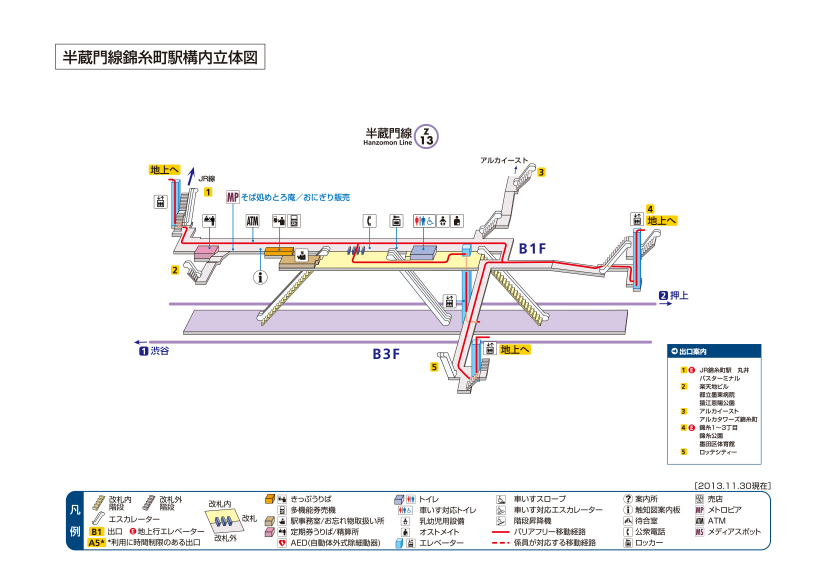 半蔵門線錦糸町駅構内立体図
半蔵門線
Hanzomon Line
Z
13
アルカイースト
3
地上へ
JR線
1
MP そば処めとろ庵／おにぎり販売
4
地上へ
ATM
B1F
2
2 押上
1 渋谷
B3F
地上へ
5
出口案内
1 E JR錦糸町駅 丸井
バスターミナル
2 楽天地ビル
都立墨東病院
猿江恩賜公園
3 アルカイースト
アルカタワーズ錦糸町
4 E 錦糸1〜3丁目
錦糸公園
墨田区体育館
5 ロッテシティー
[2013.11.30現在]
凡例
改札内階段
改札外階段
エスカレーター
B1 出口 E 地上行エレベーター
A5* *利用に時間制限のある出口
改札内
改札
改札外
きっぷうりば
多機能券売機
駅事務室/お忘れ物取扱い所
定期券うりば/精算所
AED(自動体外式除細動器)
トイレ
車いす対応トイレ
乳幼児用設備
オストメイト
エレベーター
車いすスロープ
車いす対応エスカレーター
階段昇降機
バリアフリー移動経路
係員が対応する移動経路
? 案内所
i 触知図案内板
待合室
公衆電話
ロッカー
売店
MP メトロピア
ATM ATM
MS メディアスポット